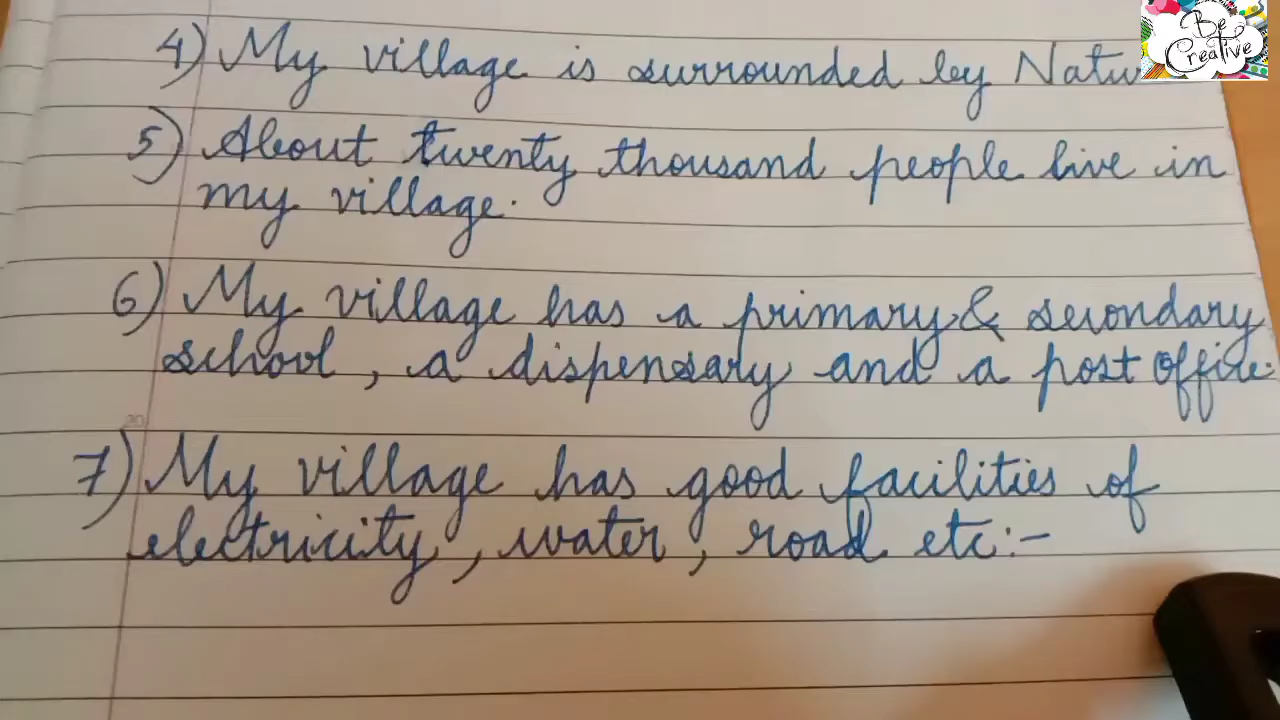 4) My village is surrounded by Natu
5) About twenty thousand people live in
my village.
6) My village has a primary & secondary
school, a dispensary and a post office.
7) My village has good facilities of
electricity, water, road etc:-
Be
Creative
20